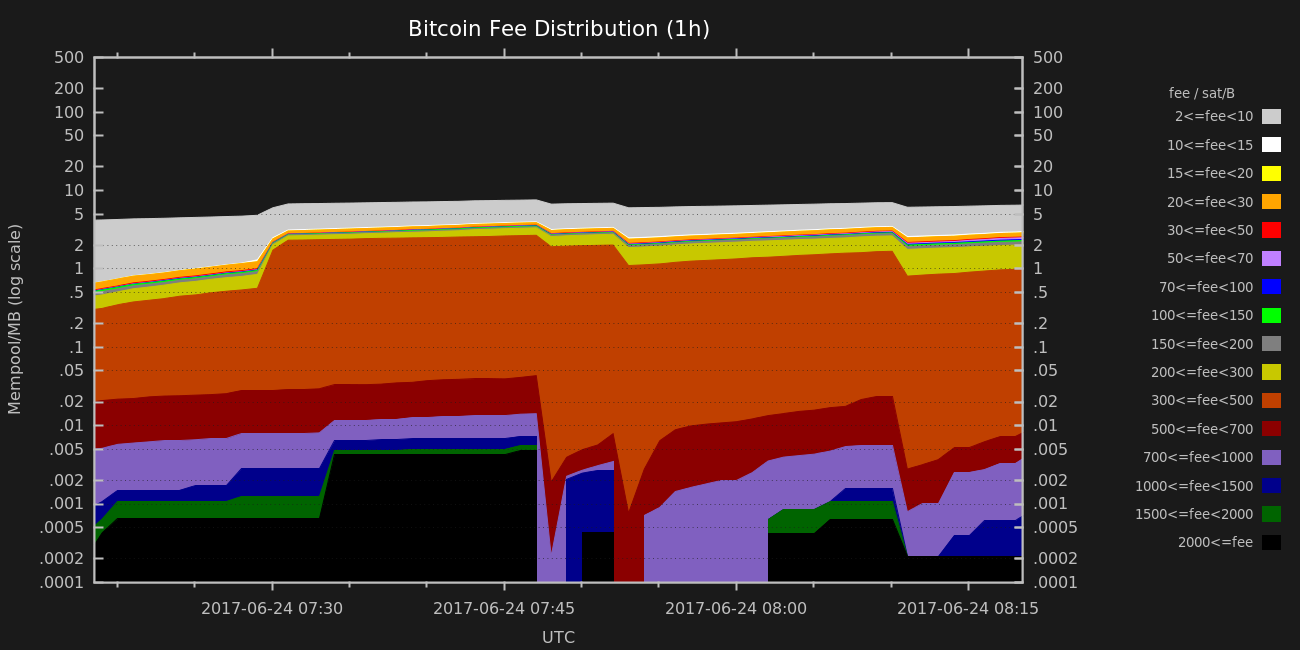 Bitcoin Fee Distribution (1h)
Mempool/MB (log scale)
500
200
100
50
20
10
5
2
1
.5
.2
.1
.05
.02
.01
.005
.002
.001
.0005
.0002
.0001
500
200
100
50
20
10
5
2
1
.5
.2
.1
.05
.02
.01
.005
.002
.001
.0005
.0002
.0001
2017-06-24 07:30
2017-06-24 07:45
2017-06-24 08:00
2017-06-24 08:15
UTC
fee / sat/B
2<=fee<10
10<=fee<15
15<=fee<20
20<=fee<30
30<=fee<50
50<=fee<70
70<=fee<100
100<=fee<150
150<=fee<200
200<=fee<300
300<=fee<500
500<=fee<700
700<=fee<1000
1000<=fee<1500
1500<=fee<2000
2000<=fee